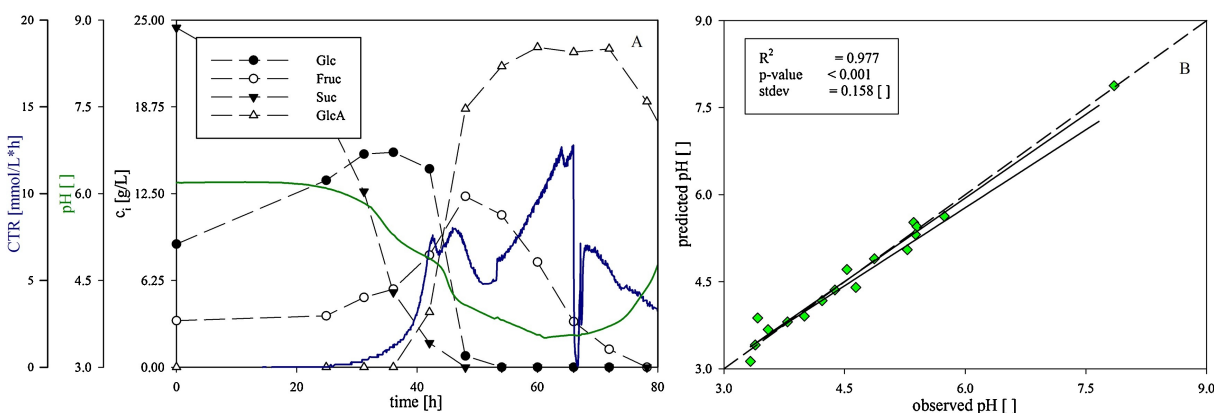 20
15
10
5
0
CTR [mmol/L*h]
9.0
7.5
6.0
4.5
3.0
pH [ ]
25.00
18.75
12.50
6.25
0.00
c i [g/L]
Glc
Fruc
Suc
GlcA
A
0 20 40 60 80
time [h]
9.0
7.5
6.0
4.5
3.0
predicted pH [ ]
R2 = 0.977
p-value < 0.001
stdev = 0.158 [ ]
B
3.0 4.5 6.0 7.5 9.0
observed pH [ ]